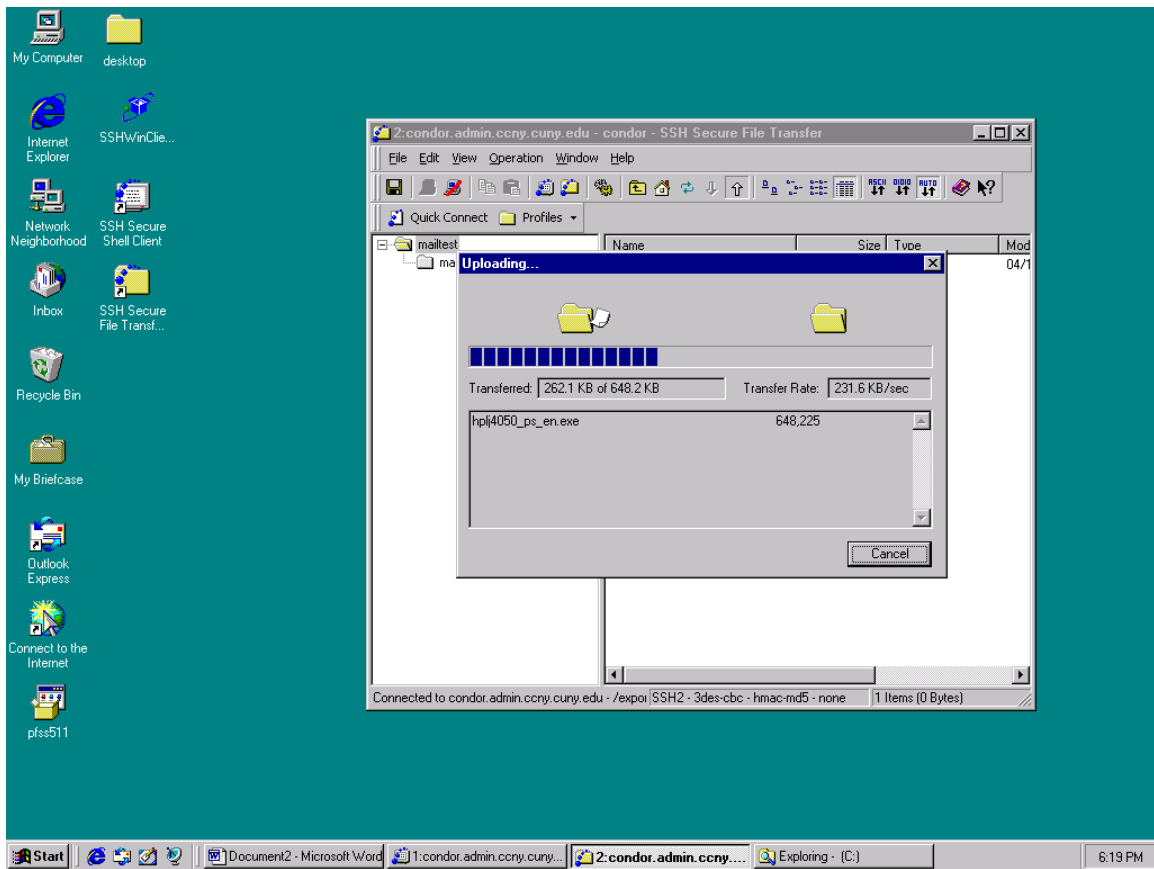 My Computer
desktop
Internet
Explorer
SSHWinClie...
Network
Neighborhood
SSH Secure
Shell Client
Inbox
SSH Secure
File Transf...
Recycle Bin
My Briefcase
Outlook
Express
Connect to the
Internet
pfss511
2:condor.admin.ccny.cuny.edu - condor - SSH Secure File Transfer
File Edit View Operation Window Help
ASCII AUTO
Quick Connect Profiles
mailtest
ma
Name Size Type Mod
04/1
Uploading...
Transferred: 262.1 KB of 648.2 KB Transfer Rate: 231.6 KB/sec
hplj4050_ps_en.exe 648,225
Cancel
Connected to condor.admin.ccny.cuny.edu - /expor SSH2 - 3des-cbc - hmac-md5 - none 1 Items (0 Bytes)
Start Document2 - Microsoft Word 1:condor.admin.ccny.cuny... 2:condor.admin.ccny.... Exploring - (C:) 6:19 PM